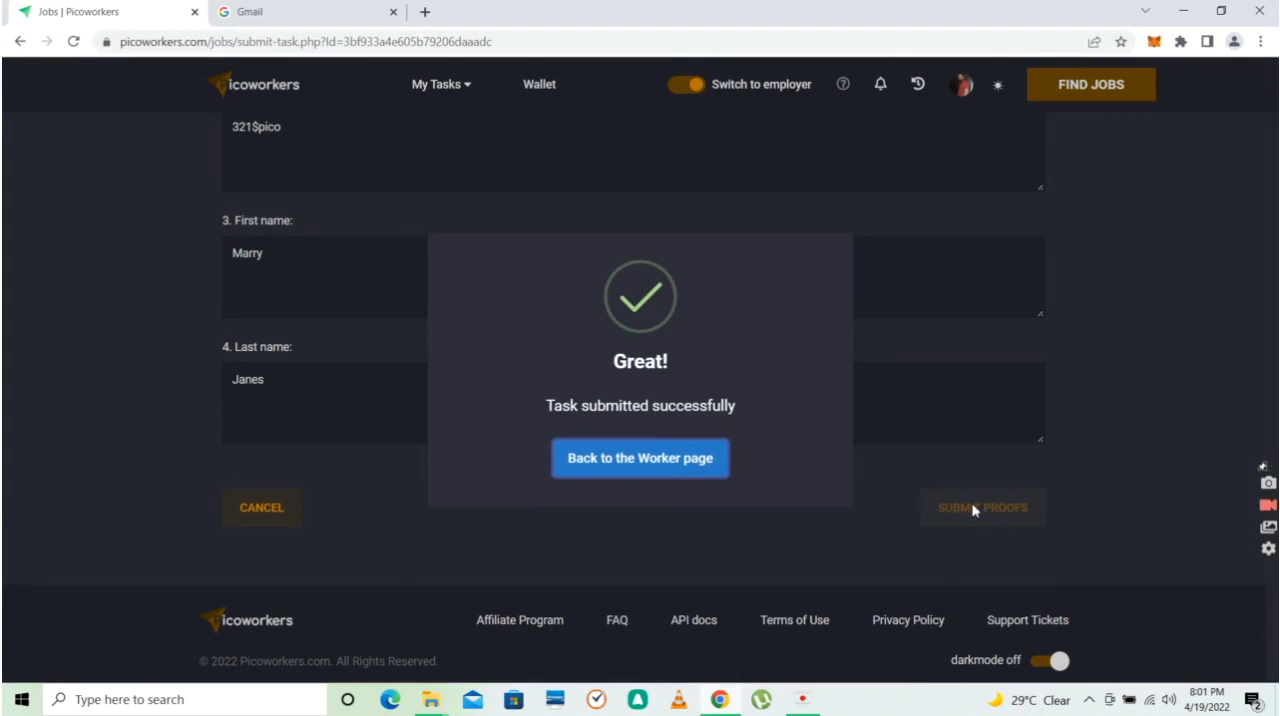 Jobs | Picoworkers
Gmail
picoworkers.com/jobs/submit-task.php?Id=3bf933a4e605b79206daaadc
Picoworkers
My Tasks
Wallet
Switch to employer
FIND JOBS
321$pico
3. First name:
Marry
4. Last name:
Janes
Great!
Task submitted successfully
Back to the Worker page
CANCEL
SUBMIT PROOFS
Picoworkers
Affiliate Program
FAQ
API docs
Terms of Use
Privacy Policy
Support Tickets
© 2022 Picoworkers.com. All Rights Reserved.
darkmode off
Type here to search
29°C Clear
8:01 PM
4/19/2022
2